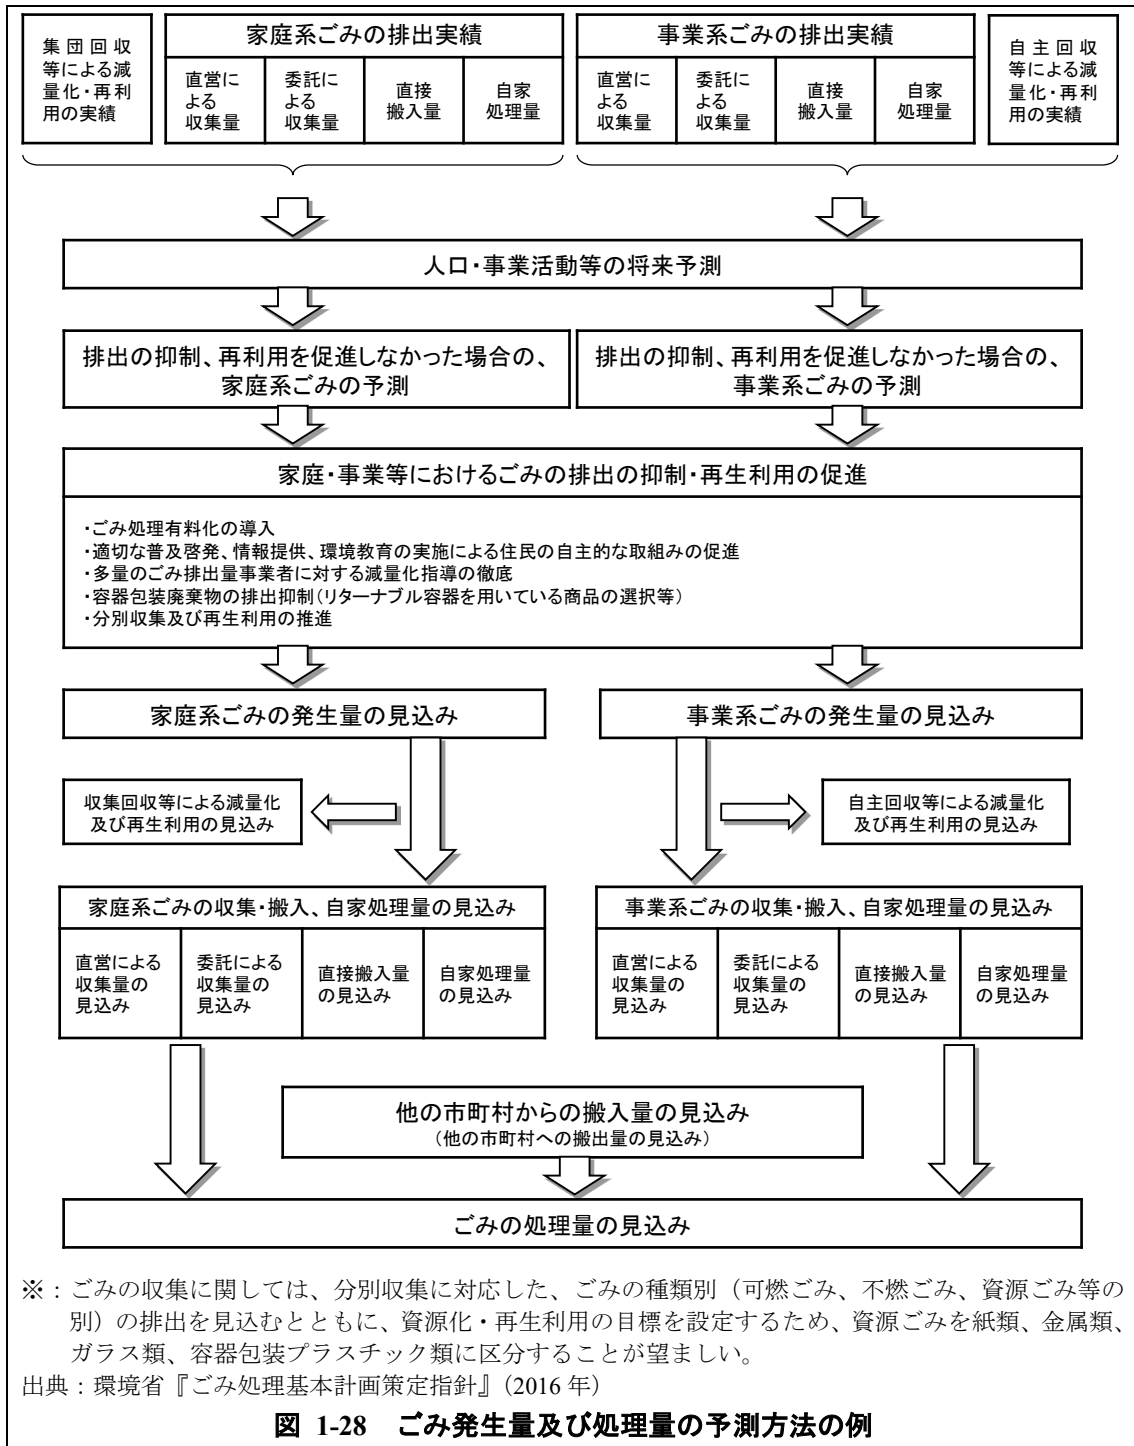 集団回収
等による減
量化・再利
用の実績
家庭系ごみの排出実績
直営に
よる
収集量
委託に
よる
収集量
直接
搬入量
自家
処理量
事業系ごみの排出実績
直営に
よる
収集量
委託に
よる
収集量
直接
搬入量
自家
処理量
自主回収
等による減
量化・再利
用の実績
人口・事業活動等の将来予測
排出の抑制、再利用を促進しなかった場合の、
家庭系ごみの予測
排出の抑制、再利用を促進しなかった場合の、
事業系ごみの予測
家庭・事業等におけるごみの排出の抑制・再生利用の促進
・ごみ処理有料化の導入
・適切な普及啓発、情報提供、環境教育の実施による住民の自主的な取組みの促進
・多量のごみ排出量事業者に対する減量化指導の徹底
・容器包装廃棄物の排出抑制(リターナブル容器を用いている商品の選択等)
・分別収集及び再生利用の推進
家庭系ごみの発生量の見込み
事業系ごみの発生量の見込み
収集回収等による減量化
及び再生利用の見込み
自主回収等による減量化
及び再生利用の見込み
家庭系ごみの収集・搬入、自家処理量の見込み
直営による
収集量の
見込み
委託による
収集量の
見込み
直接搬入量
の見込み
自家処理量
の見込み
事業系ごみの収集・搬入、自家処理量の見込み
直営による
収集量の
見込み
委託による
収集量の
見込み
直接搬入量
の見込み
自家処理量
の見込み
他の市町村からの搬入量の見込み
(他の市町村への搬出量の見込み)
ごみの処理量の見込み
※:ごみの収集に関しては、分別収集に対応した、ごみの種類別(可燃ごみ、不燃ごみ、資源ごみ等の
別)の排出を見込むとともに、資源化・再生利用の目標を設定するため、資源ごみを紙類、金属類、
ガラス類、容器包装プラスチック類に区分することが望ましい。
出典:環境省『ごみ処理基本計画策定指針』(2016 年)
図 1-28 ごみ発生量及び処理量の予測方法の例